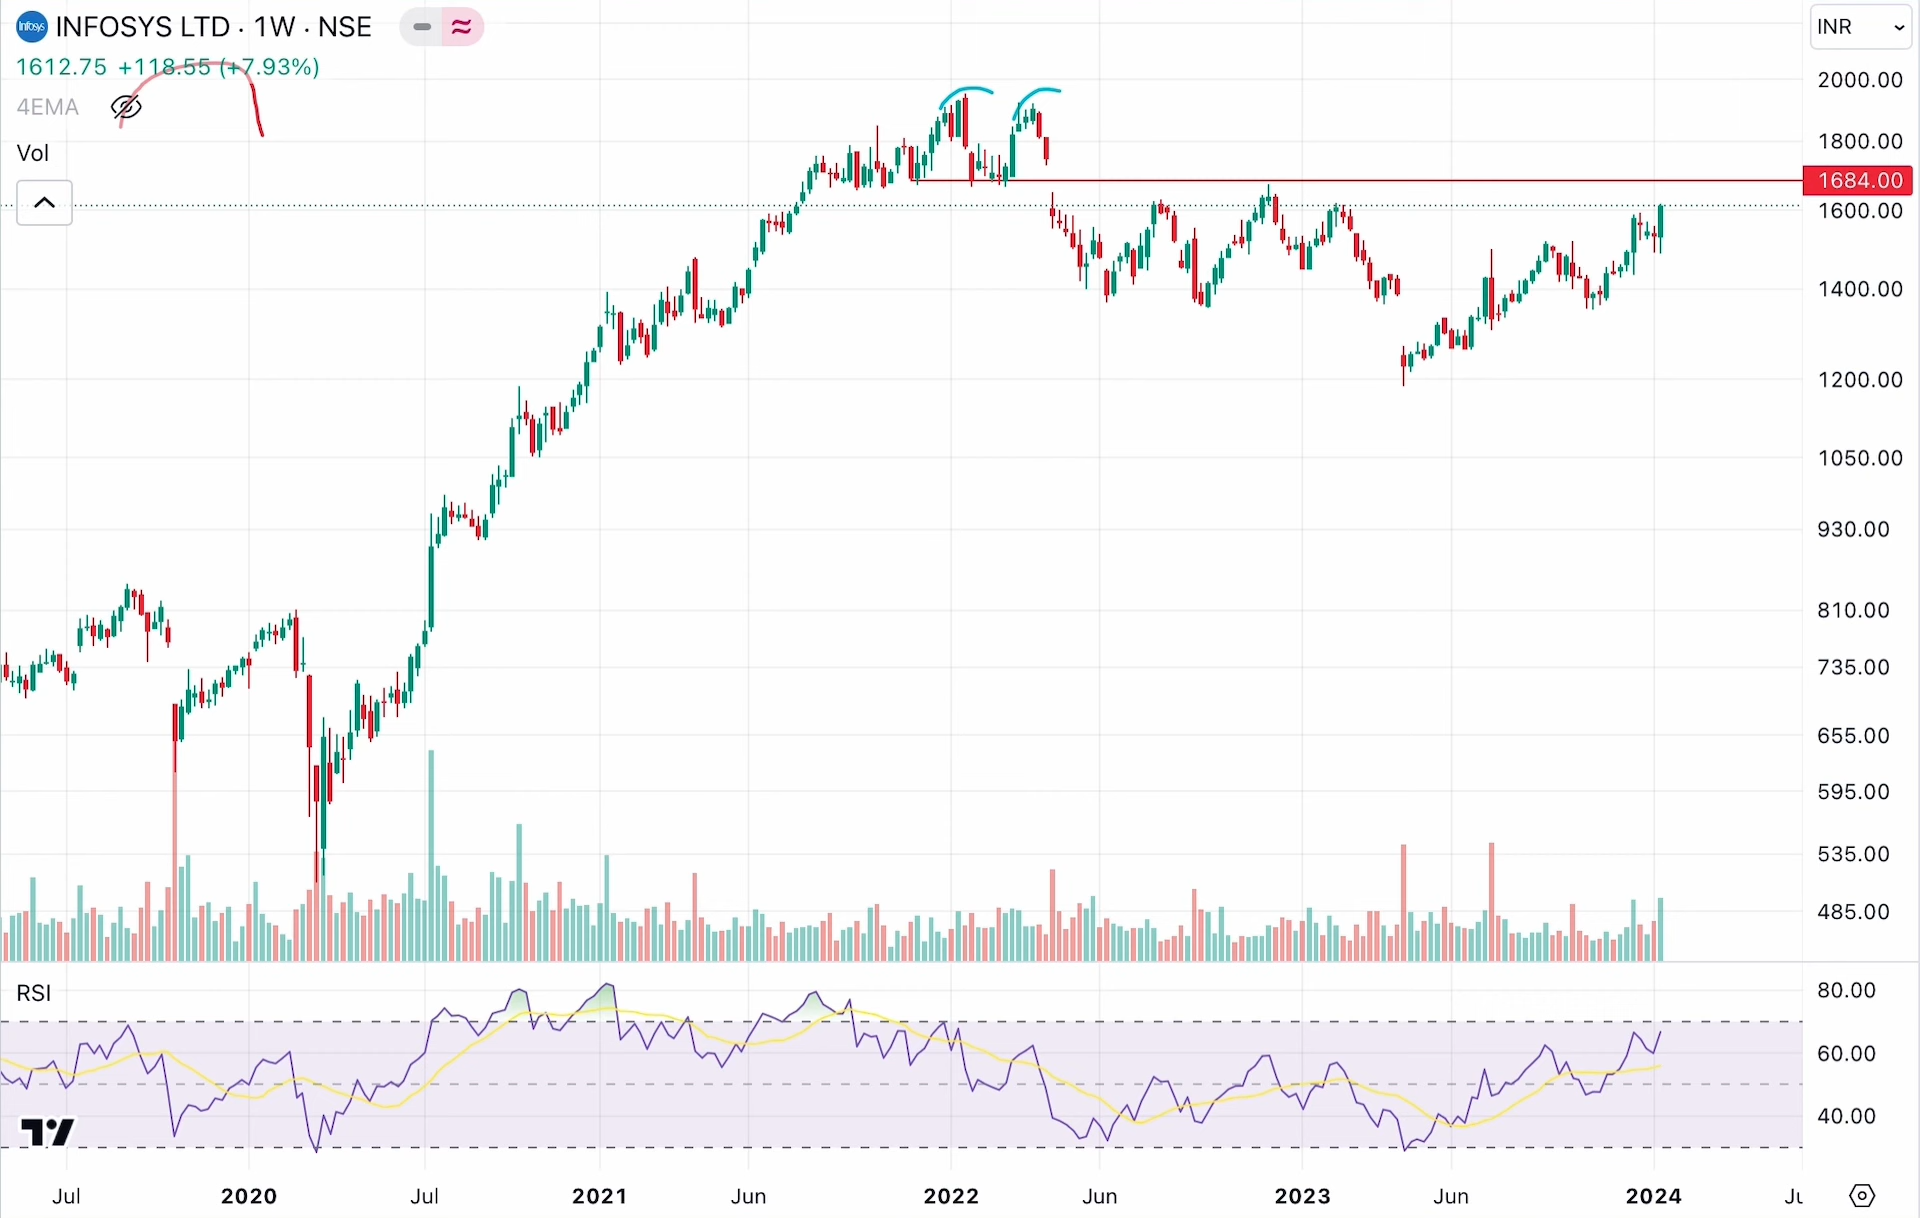 Infosys INFOSYS LTD · 1W · NSE
1612.75 +118.55 (+7.93%)
4EMA
Vol
INR
2000.00
1800.00
1684.00
1600.00
1400.00
1200.00
1050.00
930.00
810.00
735.00
655.00
595.00
535.00
485.00
RSI
80.00
60.00
40.00
Jul 2020 Jul 2021 Jun 2022 Jun 2023 Jun 2024